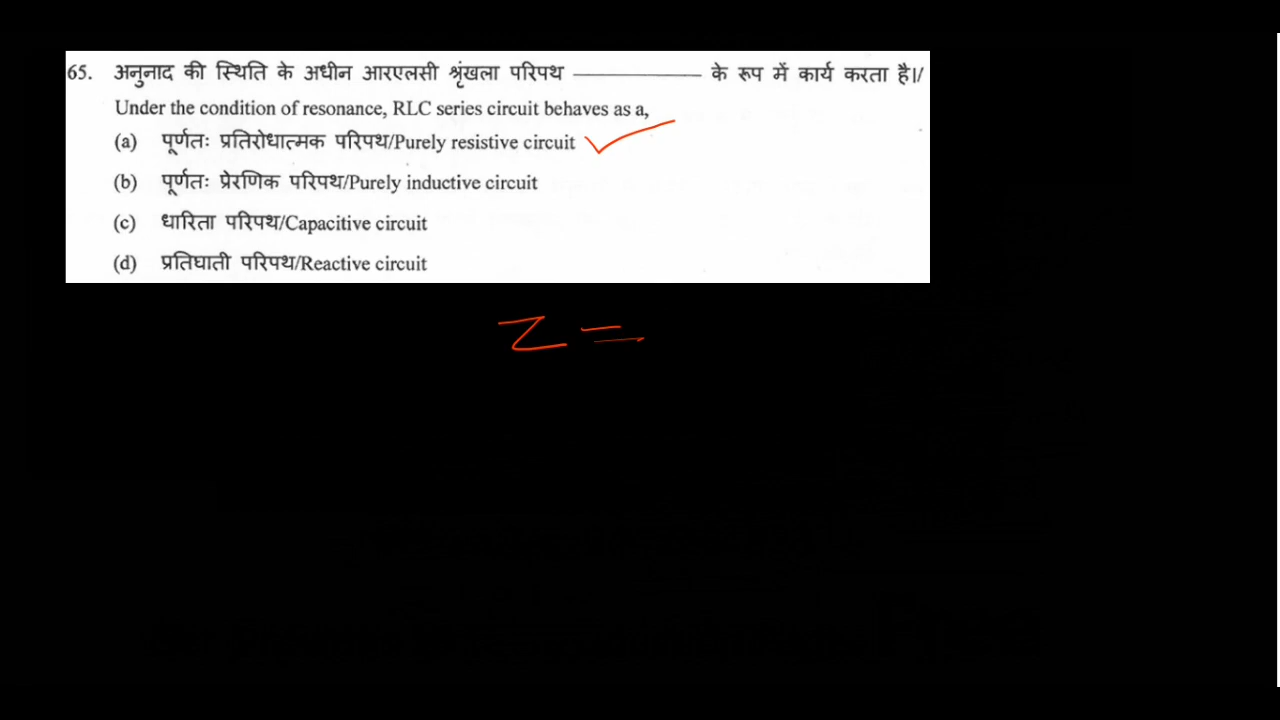 65. अनुनाद की स्थिति के अधीन आरएलसी श्रृंखला परिपथ ———— के रूप में कार्य करता है।/
Under the condition of resonance, RLC series circuit behaves as a,
(a) पूर्णतः प्रतिरोधात्मक परिपथ/Purely resistive circuit
(b) पूर्णतः प्रेरणिक परिपथ/Purely inductive circuit
(c) धारिता परिपथ/Capacitive circuit
(d) प्रतिघाती परिपथ/Reactive circuit
Z =